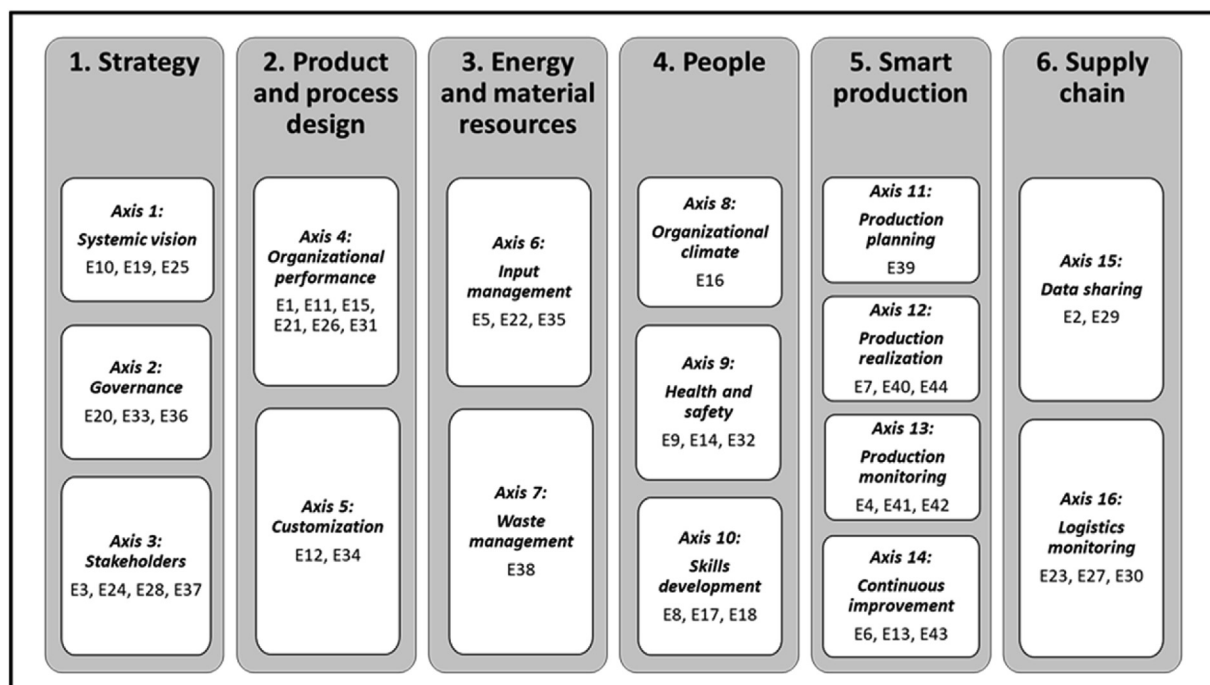 1. Strategy
Axis 1:
Systemic vision
E10, E19, E25
Axis 2:
Governance
E20, E33, E36
Axis 3:
Stakeholders
E3, E24, E28, E37
2. Product
and process
design
Axis 4:
Organizational
performance
E1, E11, E15,
E21, E26, E31
Axis 5:
Customization
E12, E34
3. Energy
and material
resources
Axis 6:
Input
management
E5, E22, E35
Axis 7:
Waste
management
E38
4. People
Axis 8:
Organizational
climate
E16
Axis 9:
Health and
safety
E9, E14, E32
Axis 10:
Skills
development
E8, E17, E18
5. Smart
production
Axis 11:
Production
planning
E39
Axis 12:
Production
realization
E7, E40, E44
Axis 13:
Production
monitoring
E4, E41, E42
Axis 14:
Continuous
improvement
E6, E13, E43
6. Supply
chain
Axis 15:
Data sharing
E2, E29
Axis 16:
Logistics
monitoring
E23, E27, E30